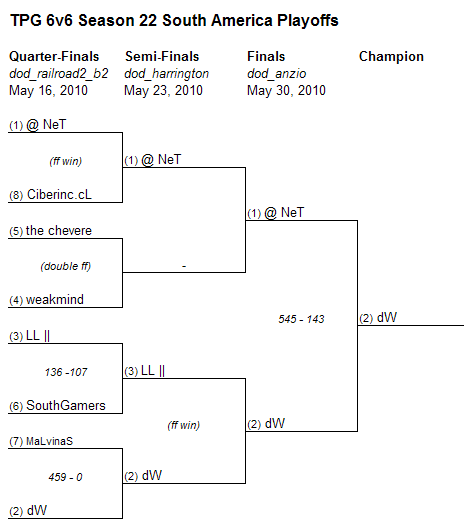 TPG 6v6 Season 22 South America Playoffs
Quarter-Finals Semi-Finals Finals Champion
dod_railroad2_b2 dod_harrington dod_anzio
May 16, 2010 May 23, 2010 May 30, 2010
(1) @ NeT
(ff win)
(1) @ NeT
(8) Ciberinc.cL
(1) @ NeT
(5) the chevere
(double ff)
-
(4) weakmind
545 - 143
(2) dW
(3) LL ||
136 -107
(3) LL ||
(6) SouthGamers
(ff win)
(2) dW
(7) MaLvinaS
459 - 0
(2) dW
(2) dW